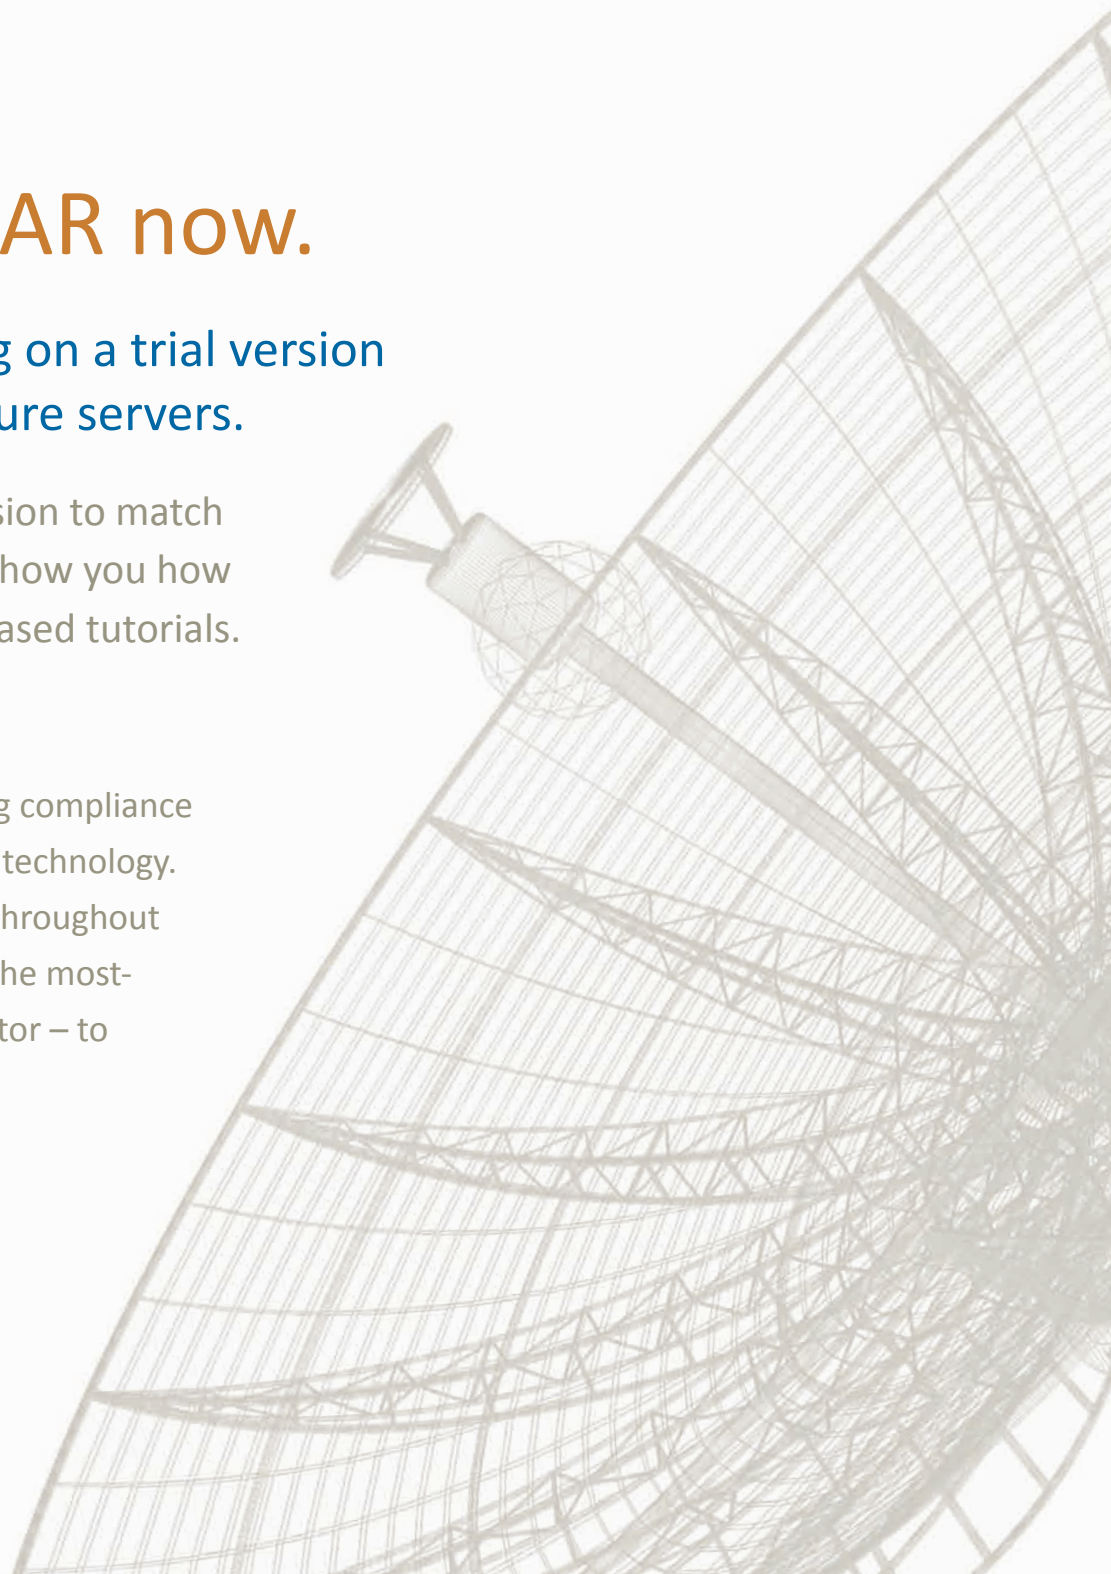 AR now.
g on a trial version
ure servers.
sion to match
how you how
ased tutorials.
g compliance
technology.
hroughout
he most-
tor – to